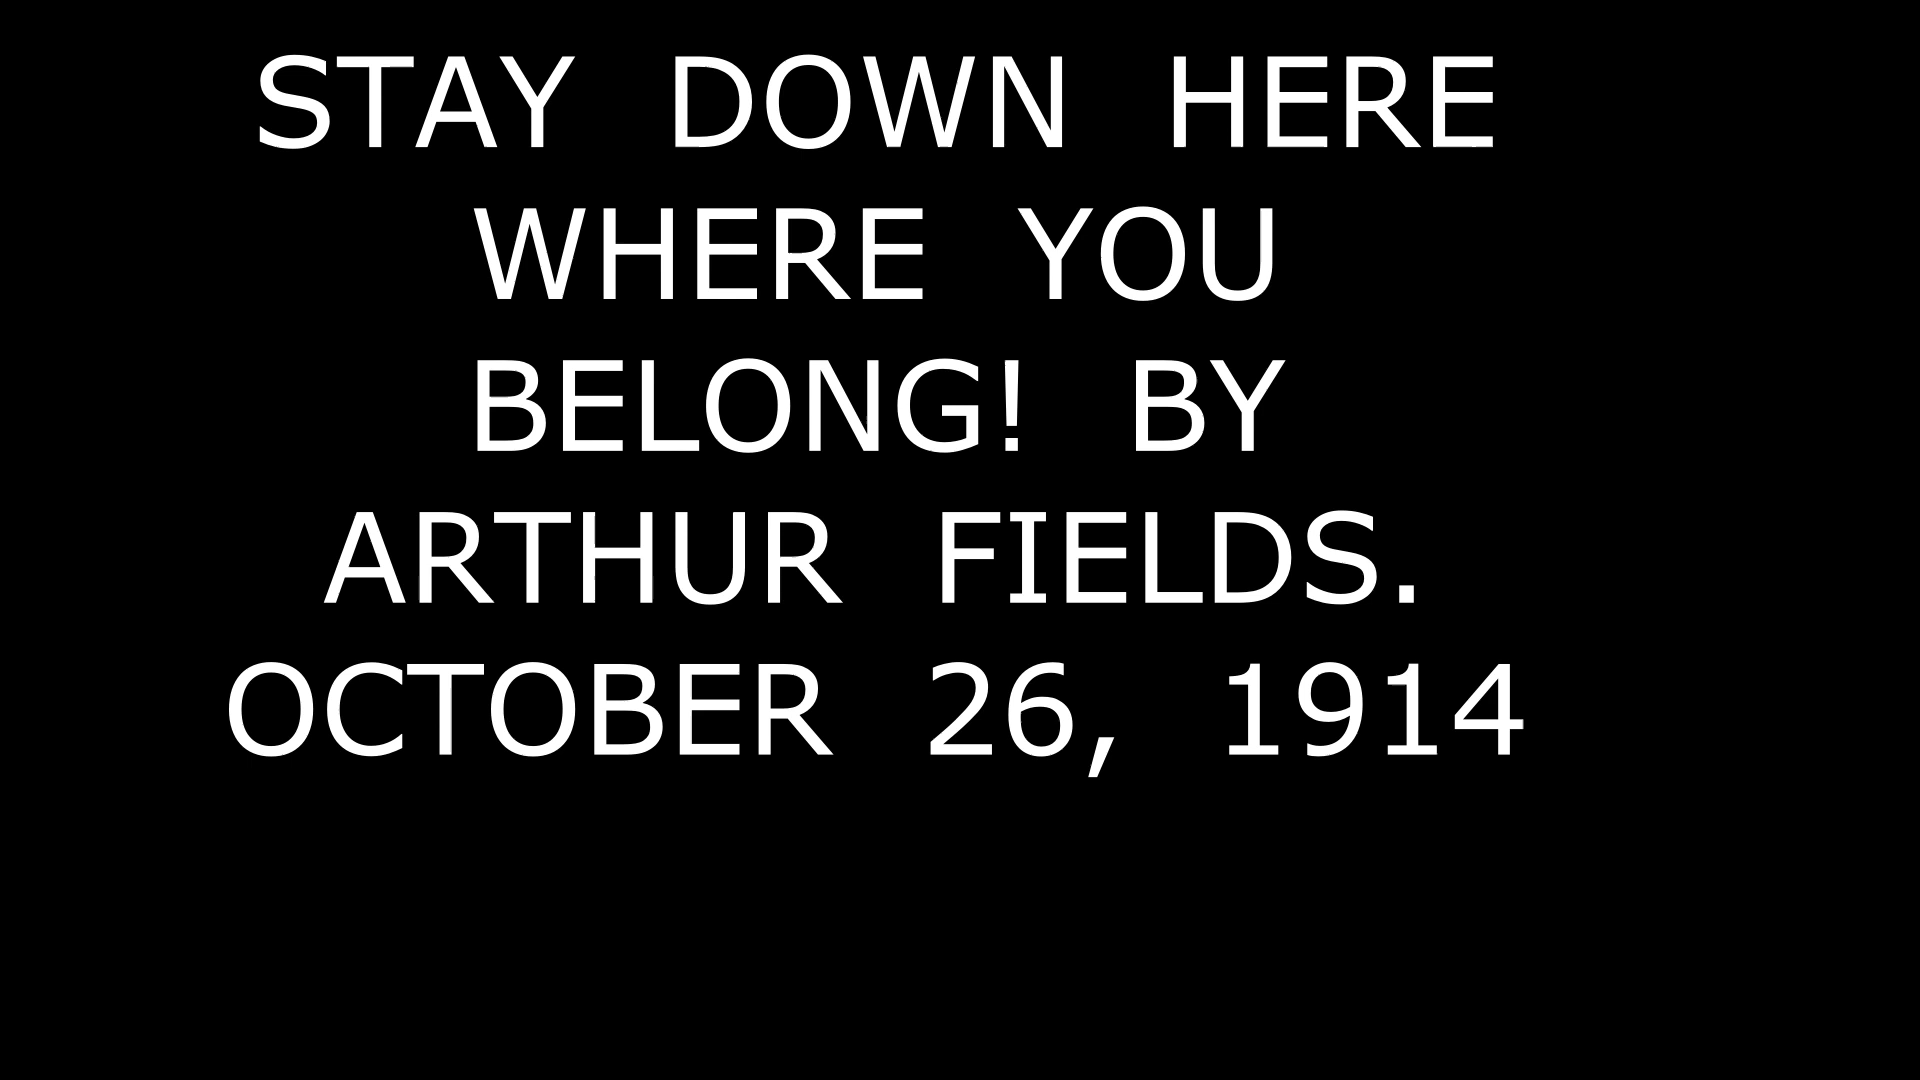 STAY DOWN HERE
WHERE YOU
BELONG! BY
ARTHUR FIELDS.
OCTOBER 26, 1914